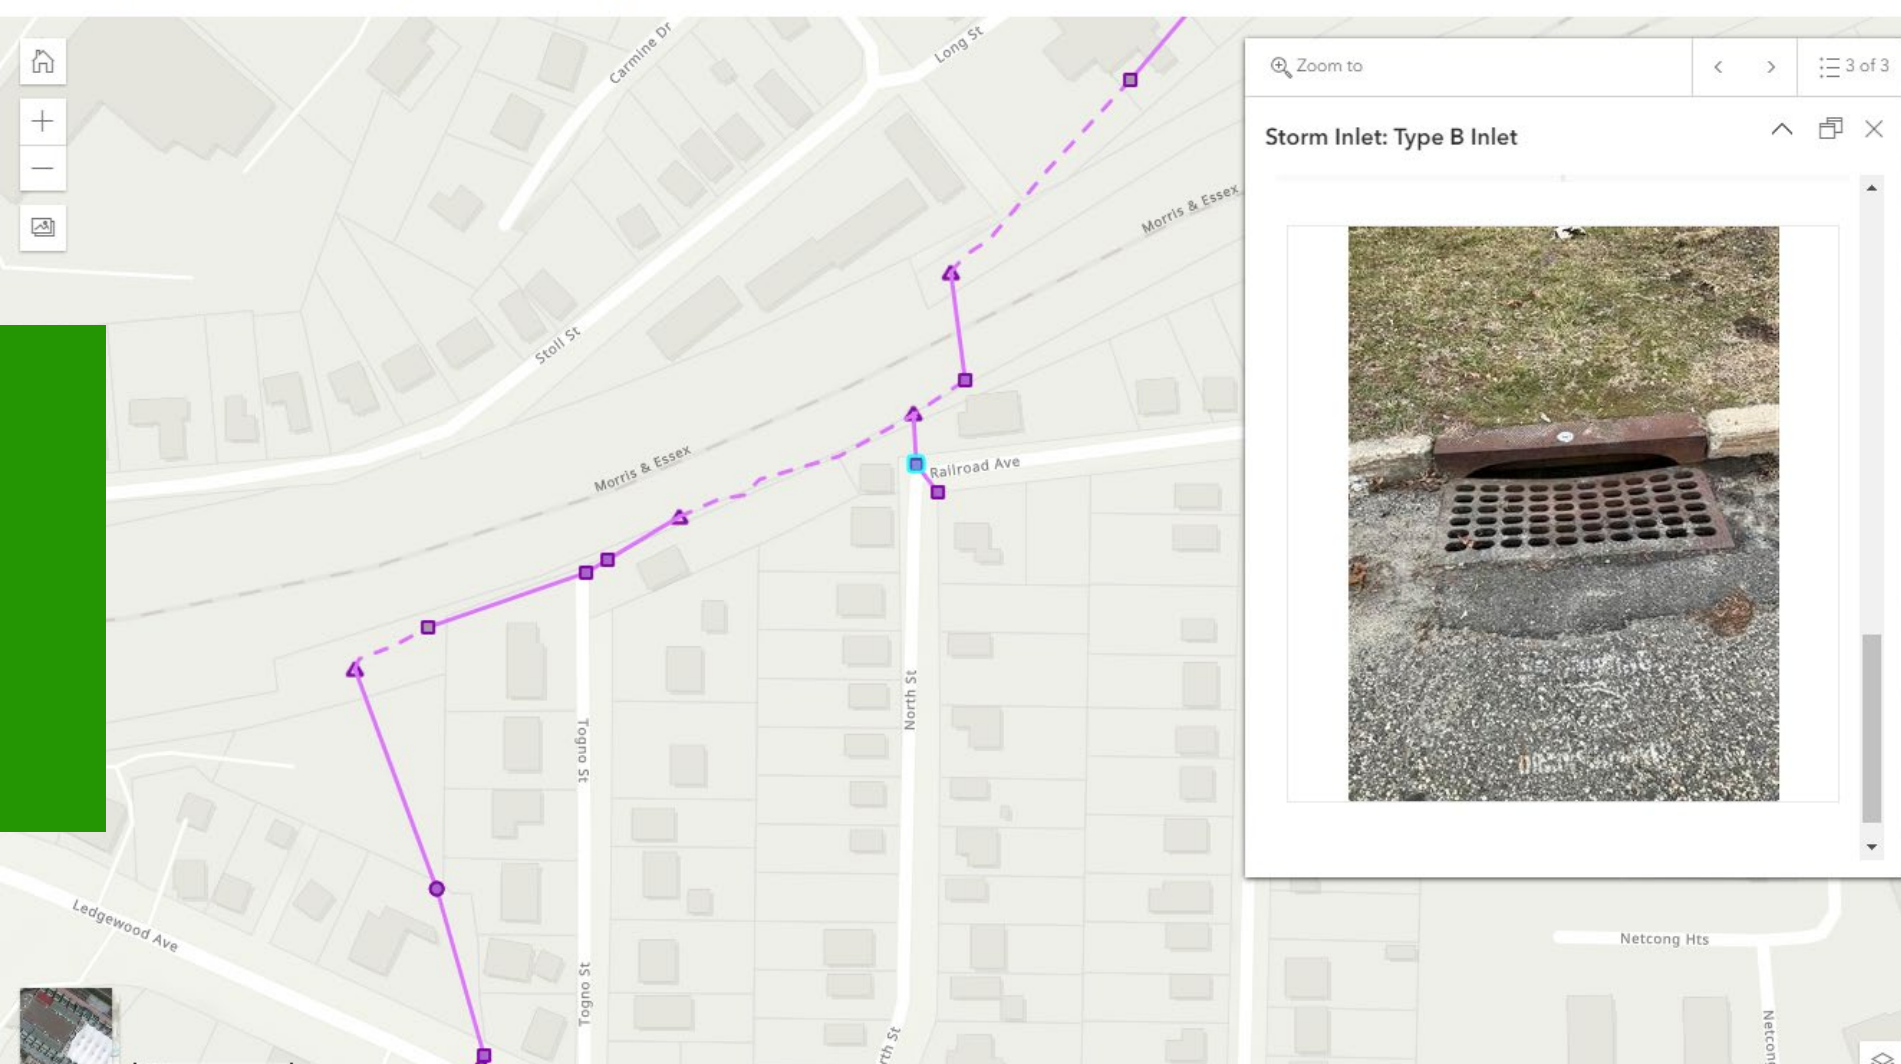 Carmine Dr
Long St
Zoom to
3 of 3
Storm Inlet: Type B Inlet
Morris & Essex
Stoll St
Morris & Essex
Railroad Ave
North St
Togno St
Ledgewood Ave
Netcong Hts
Togno St